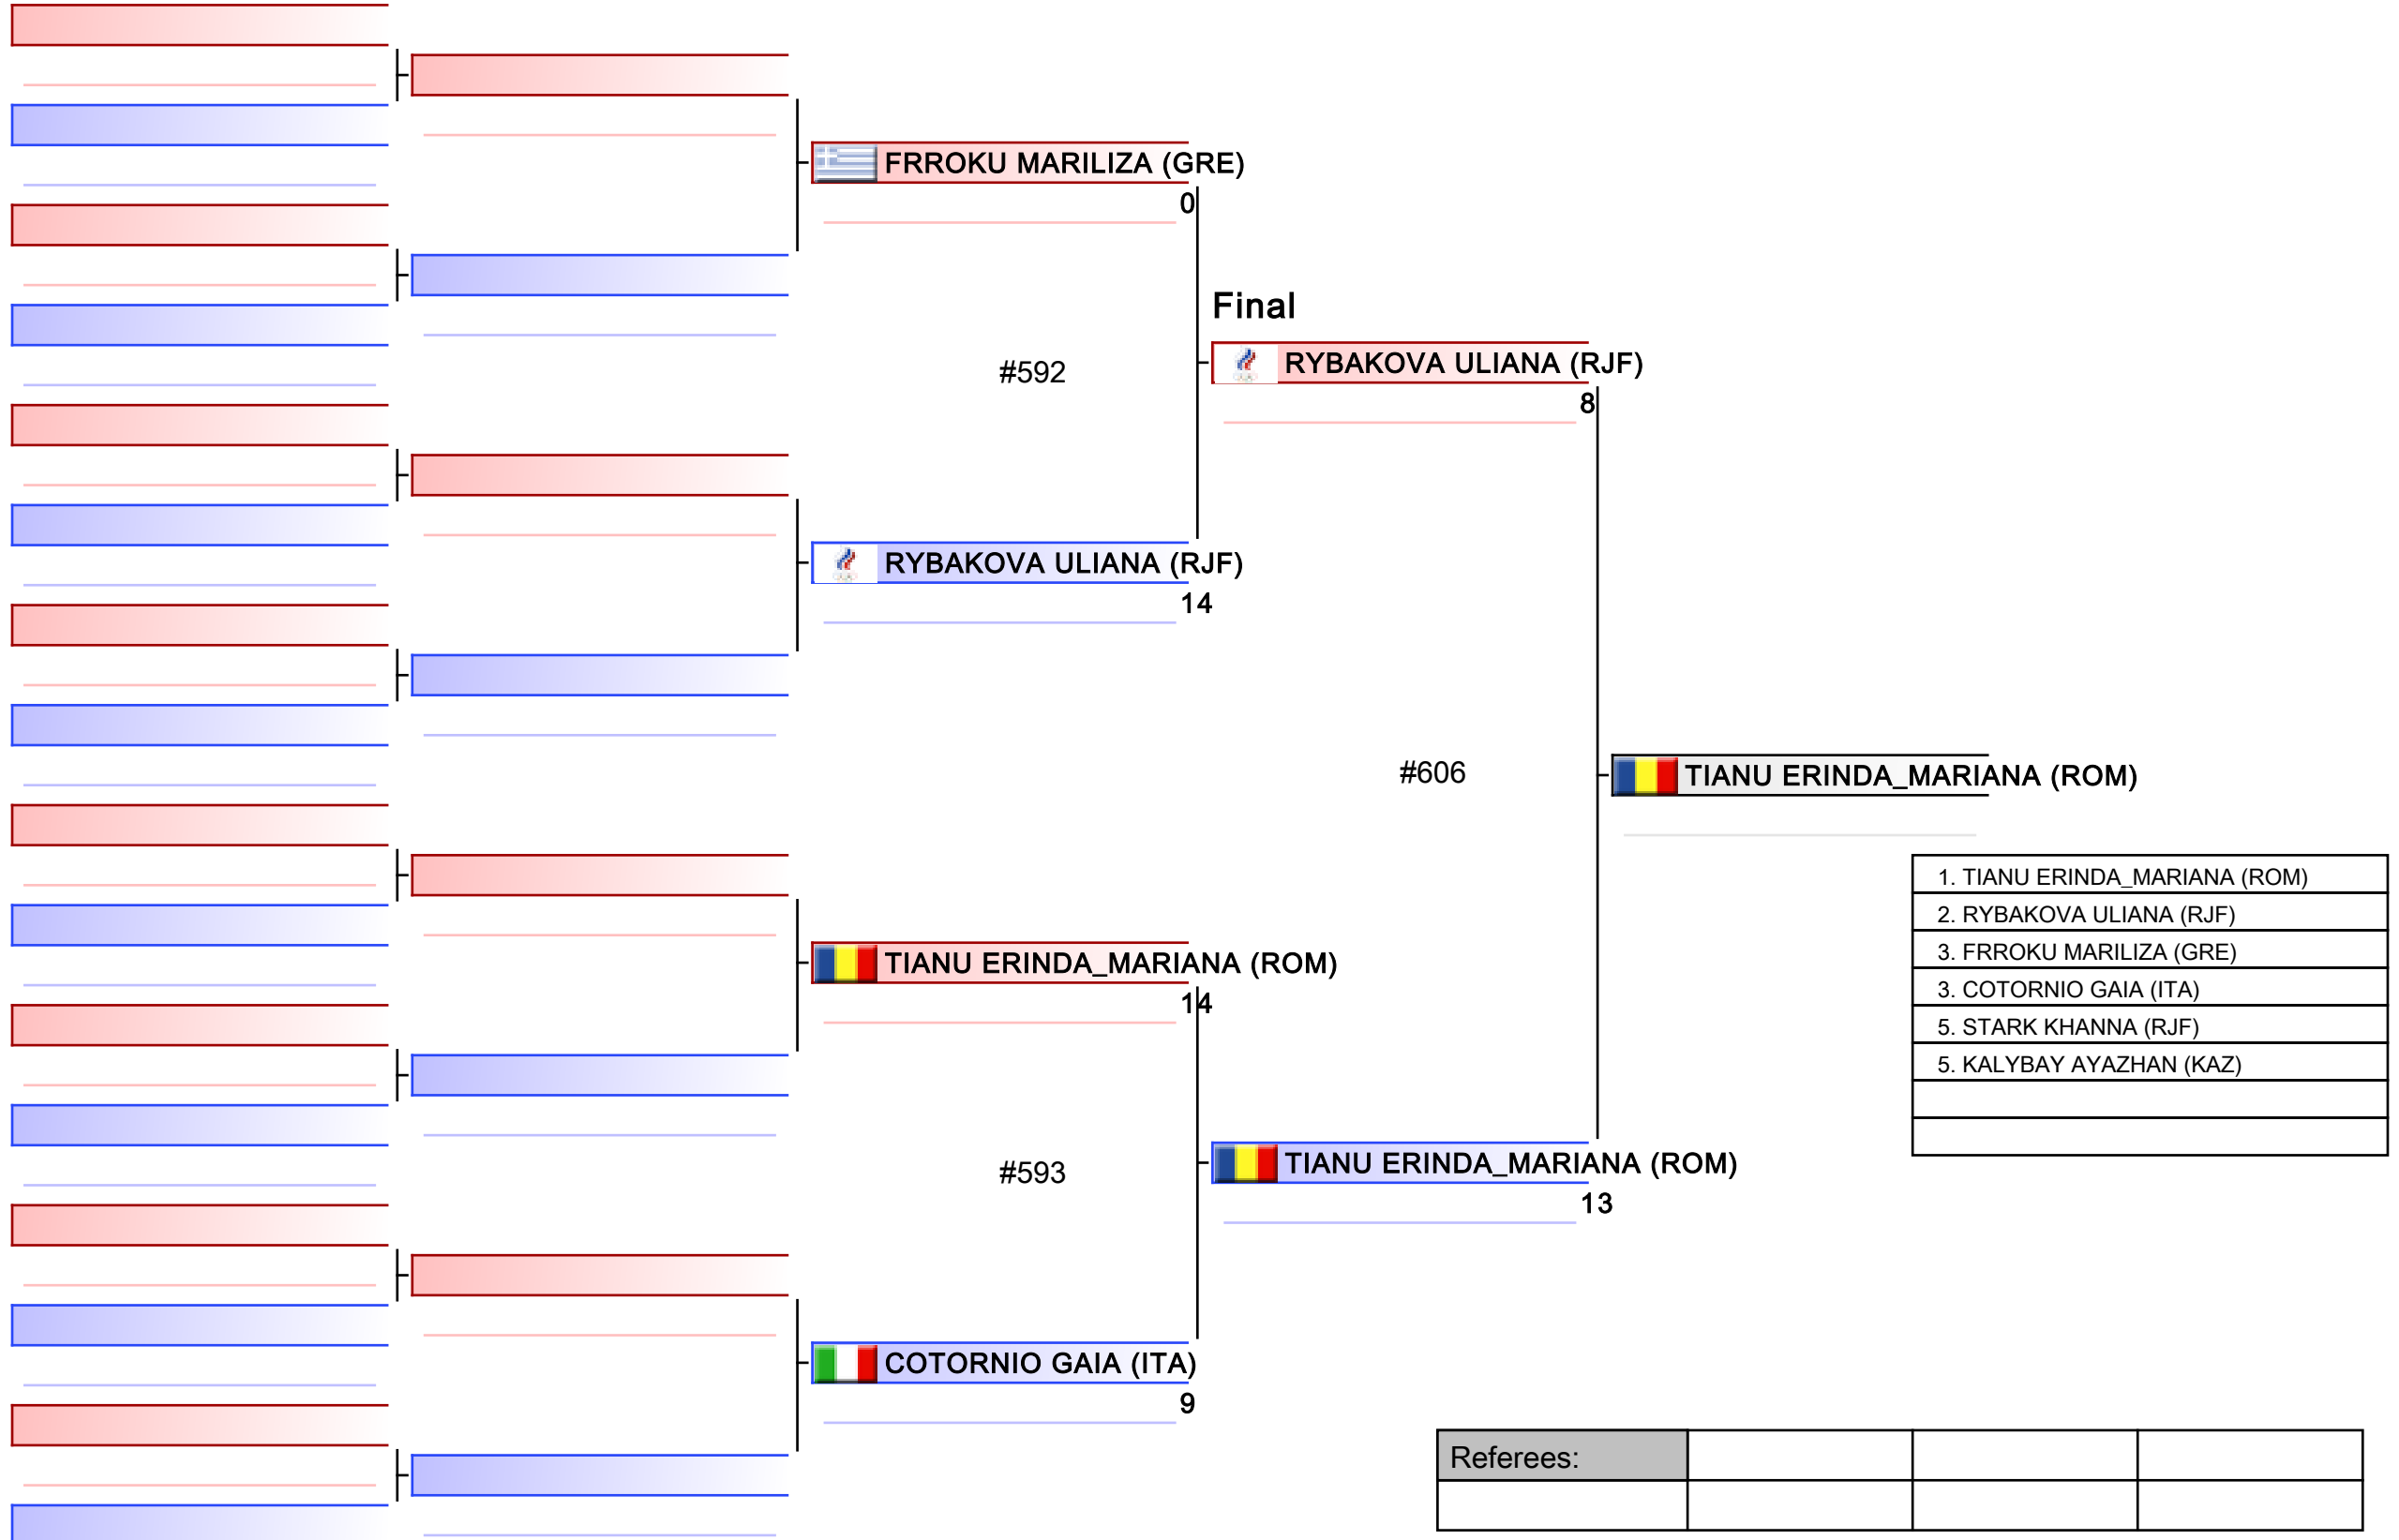 FRROKU MARILIZA (GRE)
0
Final
#592
RYBAKOVA ULIANA (RJF)
8
RYBAKOVA ULIANA (RJF)
14
#606
TIANU ERINDA_MARIANA (ROM)
1. TIANU ERINDA_MARIANA (ROM)
2. RYBAKOVA ULIANA (RJF)
3. FRROKU MARILIZA (GRE)
3. COTORNIO GAIA (ITA)
5. STARK KHANNA (RJF)
5. KALYBAY AYAZHAN (KAZ)
TIANU ERINDA_MARIANA (ROM)
14
#593
TIANU ERINDA_MARIANA (ROM)
13
COTORNIO GAIA (ITA)
9
Referees: